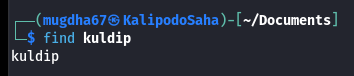 ┌──(mugdha67㉿KalipodoSaha)-[~/Documents]
└─$ find kuldip
kuldip